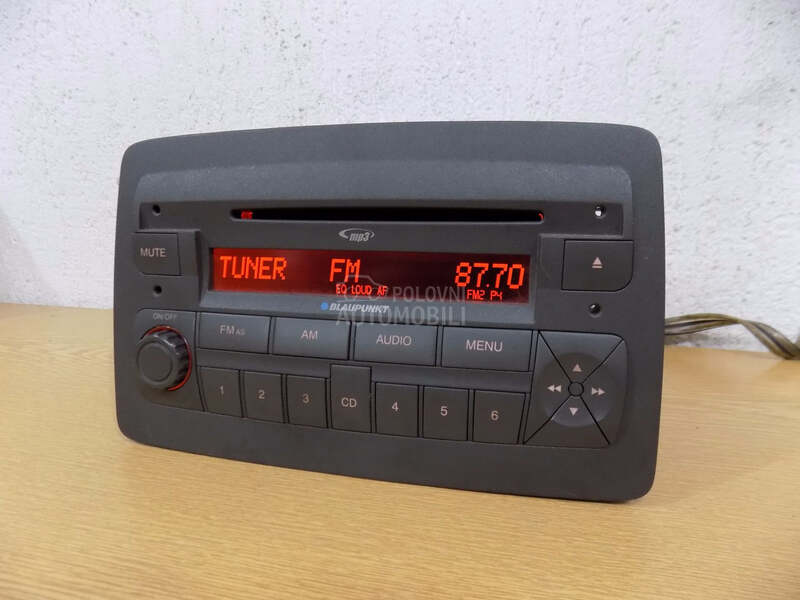 mp3
MUTE
TUNER FM 87.70
EQ LOUD AF FM2 P4
BLAUPUNKT
POLOVNI
AUTOMOBILI
ON/OFF
FM AS AM AUDIO MENU
1 2 3 CD 4 5 6